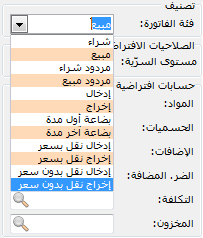 تصنيف
فئة الفاتورة:
مبيع
شراء
مبيع
مردود شراء
مردود مبيع
إدخال
إخراج
بضاعة أول مدة
بضاعة آخر مدة
إدخال نقل بسعر
إخراج نقل بسعر
إدخال نقل بدون سعر
إخراج نقل بدون سعر
الصلاحيات الافتراض
مستوى السرّية:
حسابات افتراضية
المواد:
الحسميات:
الإضافات:
الضر. المضافة:
التكلفة:
المخزون: